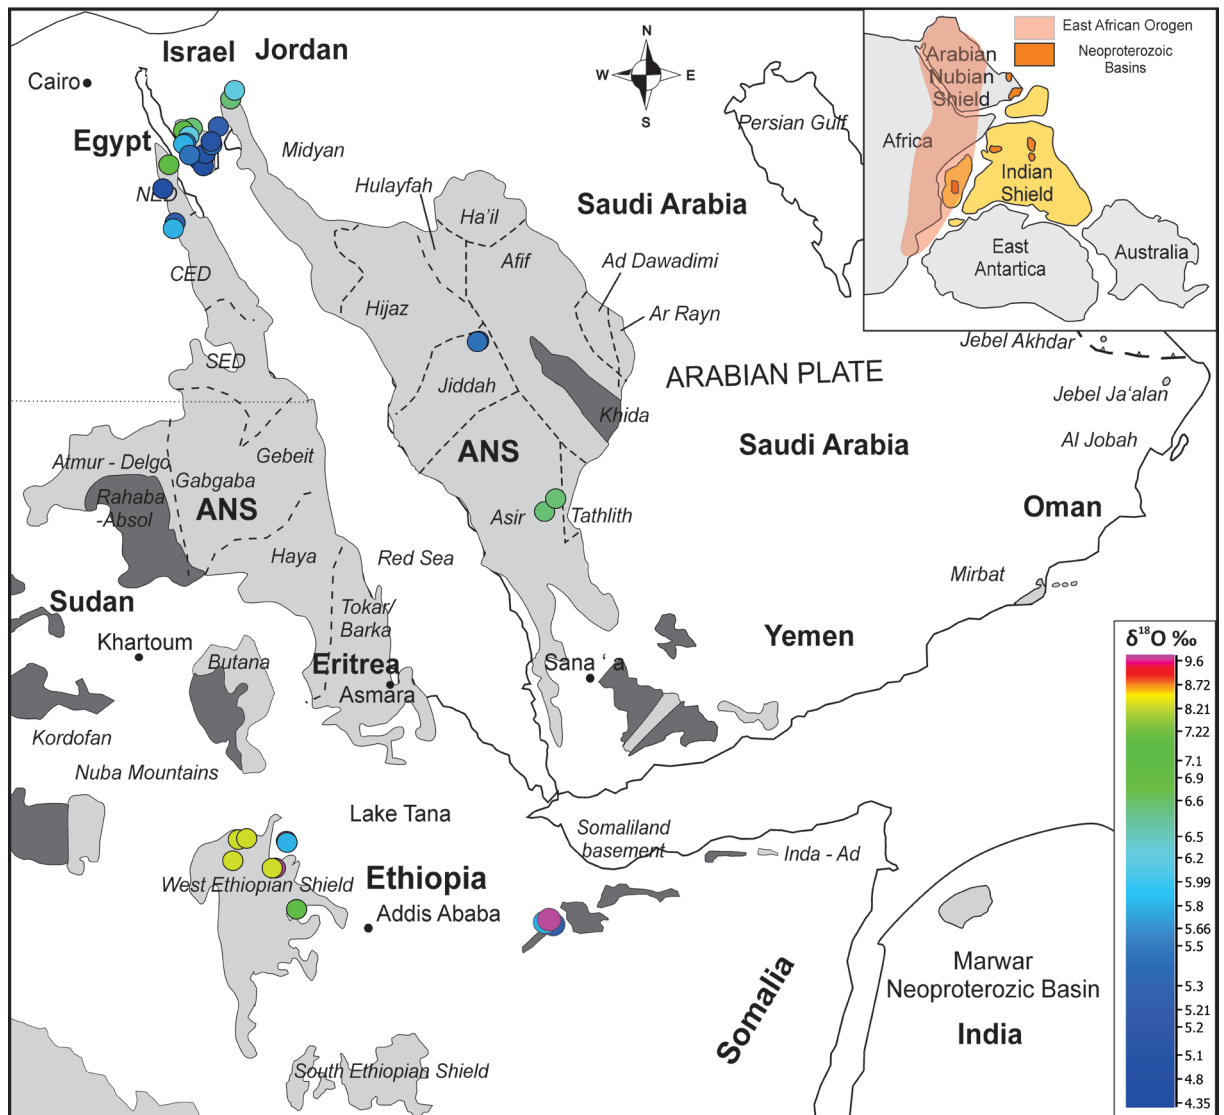 Israel
Jordan
Cairo
Egypt
N
W
E
S
Persian Gulf
East African Orogen
Neoproterozoic
Basins
Arabian
Nubian
Shield
Africa
Indian
Shield
East
Antartica
Australia
Midyan
Hulayfah
Ha'il
Saudi Arabia
NED
Afif
Ad Dawadimi
CED
Hijaz
Ar Rayn
Jebel Akhdar
SED
Jiddah
ARABIAN PLATE
Khida
Jebel Ja'alan
Saudi Arabia
Al Jobah
Atmur - Delgo
Gebeit
Gabgaba
ANS
Rahaba
-Absol
ANS
Asir
Tathlith
Oman
Haya
Red Sea
Mirbat
Sudan
Tokar/
Barka
Khartoum
Yemen
Butana
Eritrea
Sana ' a
Asmara
Kordofan
Nuba Mountains
Lake Tana
Somaliland
basement
Inda - Ad
West Ethiopian Shield
Ethiopia
Addis Ababa
Somalia
Marwar
Neoproterozoic Basin
India
South Ethiopian Shield
δ¹⁸O ‰
9.6
8.72
8.21
7.22
7.1
6.9
6.6
6.5
6.2
5.99
5.8
5.66
5.5
5.3
5.21
5.2
5.1
4.8
4.35